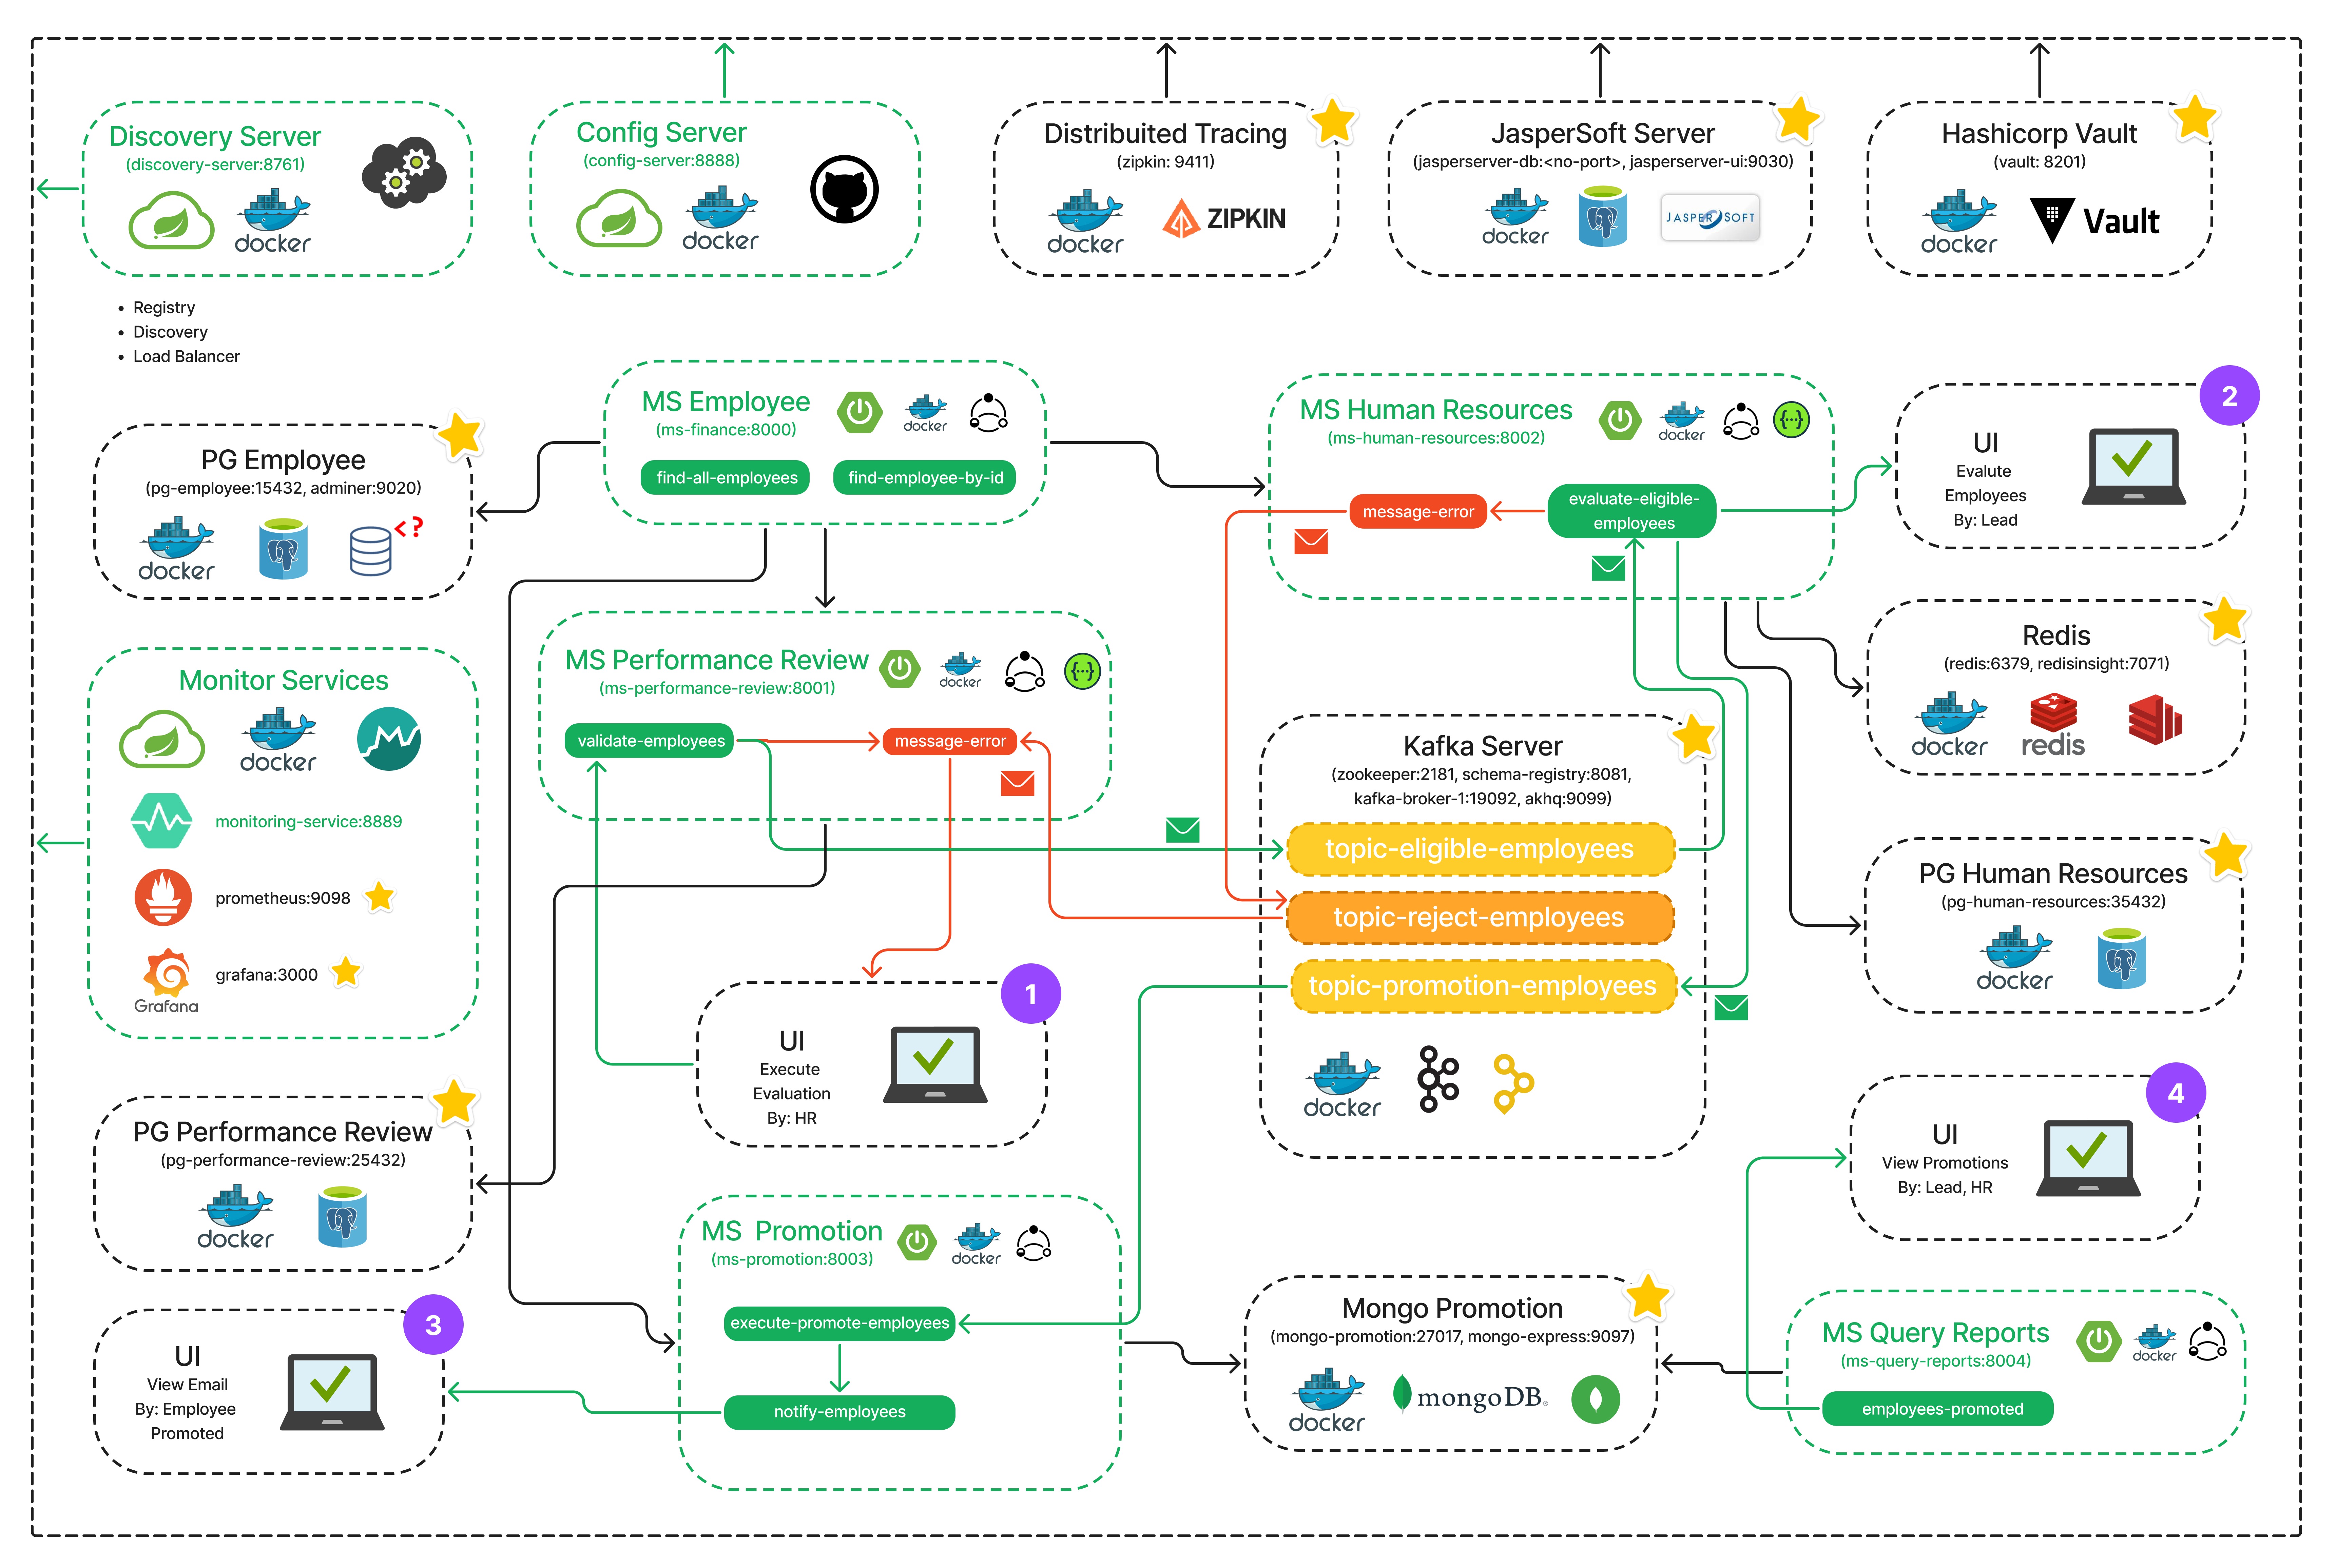 Discovery Server
(discovery-server:8761)
docker
• Registry
• Discovery
• Load Balancer
Config Server
(config-server:8888)
docker
Distribuited Tracing
(zipkin: 9411)
docker
ZIPKIN
JasperSoft Server
(jasperserver-db:<no-port>, jasperserver-ui:9030)
docker
JASPERSOFT
Hashicorp Vault
(vault: 8201)
docker
Vault
MS Employee
(ms-finance:8000)
docker
find-all-employees
find-employee-by-id
MS Human Resources
(ms-human-resources:8002)
docker
{...}
message-error
evaluate-eligible-
employees
2
UI
Evalute
Employees
By: Lead
PG Employee
(pg-employee:15432, adminer:9020)
docker
<?
Redis
(redis:6379, redisinsight:7071)
docker
redis
MS Performance Review
(ms-performance-review:8001)
docker
{...}
validate-employees
message-error
Monitor Services
docker
monitoring-service:8889
prometheus:9098
grafana:3000
Grafana
Kafka Server
(zookeeper:2181, schema-registry:8081,
kafka-broker-1:19092, akhq:9099)
topic-eligible-employees
topic-reject-employees
topic-promotion-employees
docker
PG Human Resources
(pg-human-resources:35432)
docker
1
UI
Execute
Evaluation
By: HR
4
UI
View Promotions
By: Lead, HR
PG Performance Review
(pg-performance-review:25432)
docker
MS  Promotion
(ms-promotion:8003)
docker
execute-promote-employees
notify-employees
3
UI
View Email
By: Employee
Promoted
Mongo Promotion
(mongo-promotion:27017, mongo-express:9097)
docker
mongoDB®
MS Query Reports
(ms-query-reports:8004)
docker
employees-promoted